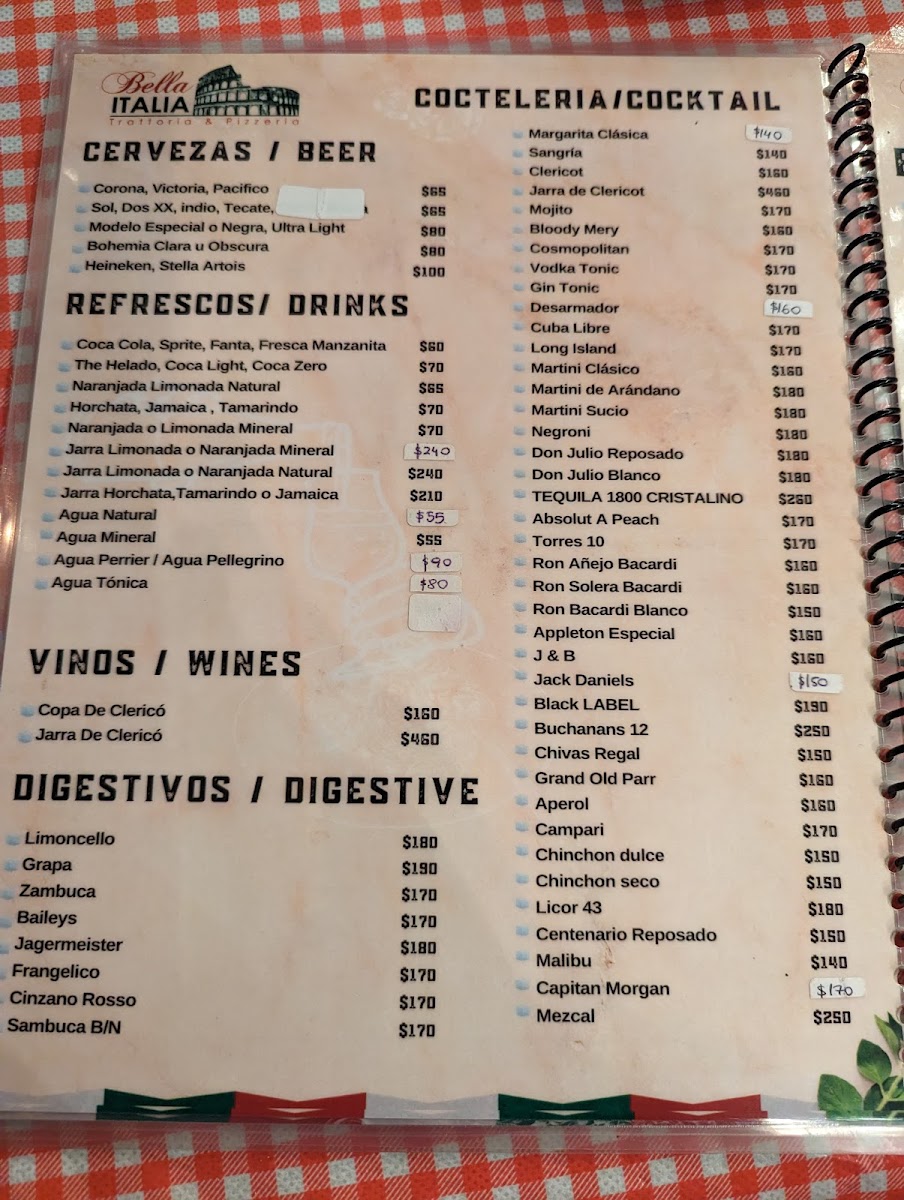 Bella
ITALIA
Trattoria & Pizzeria
CERVEZAS / BEER
Corona, Victoria, Pacifico $65
Sol, Dos XX, indio, Tecate, $65
Modelo Especial o Negra, Ultra Light $80
Bohemia Clara u Obscura $80
Heineken, Stella Artois $100
REFRESCOS/ DRINKS
Coca Cola, Sprite, Fanta, Fresca Manzanita $60
The Helado, Coca Light, Coca Zero $70
Naranjada Limonada Natural $65
Horchata, Jamaica , Tamarindo $70
Naranjada o Limonada Mineral $70
Jarra Limonada o Naranjada Mineral $240
Jarra Limonada o Naranjada Natural $240
Jarra Horchata,Tamarindo o Jamaica $210
Agua Natural $55
Agua Mineral $55
Agua Perrier / Agua Pellegrino $90
Agua Tónica $80
VINOS / WINES
Copa De Clericó $160
Jarra De Clericó $460
DIGESTIVOS / DIGESTIVE
Limoncello $180
Grapa $190
Zambuca $170
Baileys $170
Jagermeister $180
Frangelico $170
Cinzano Rosso $170
Sambuca B/N $170
COCTELERIA/COCKTAIL
Margarita Clásica $140
Sangría $140
Clericot $160
Jarra de Clericot $460
Mojito $170
Bloody Mery $160
Cosmopolitan $170
Vodka Tonic $170
Gin Tonic $170
Desarmador $160
Cuba Libre $170
Long Island $170
Martini Clásico $160
Martini de Arándano $180
Martini Sucio $180
Negroni $180
Don Julio Reposado $180
Don Julio Blanco $180
TEQUILA 1800 CRISTALINO $260
Absolut A Peach $170
Torres 10 $170
Ron Añejo Bacardi $160
Ron Solera Bacardi $160
Ron Bacardi Blanco $150
Appleton Especial $160
J & B $160
Jack Daniels $150
Black LABEL $190
Buchanans 12 $250
Chivas Regal $150
Grand Old Parr $160
Aperol $160
Campari $170
Chinchon dulce $150
Chinchon seco $150
Licor 43 $180
Centenario Reposado $150
Malibu $140
Capitan Morgan $170
Mezcal $250